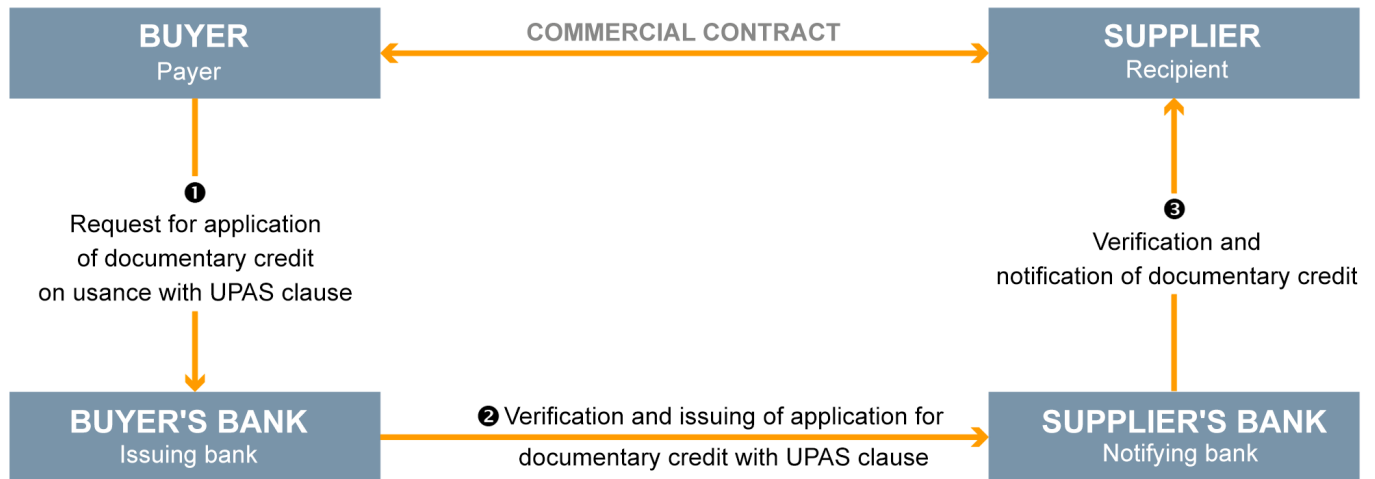 BUYER
Payer
COMMERCIAL CONTRACT
SUPPLIER
Recipient
❶
Request for application
of documentary credit
on usance with UPAS clause
❸
Verification and
notification of documentary credit
BUYER'S BANK
Issuing bank
❷ Verification and issuing of application for
documentary credit with UPAS clause
SUPPLIER'S BANK
Notifying bank